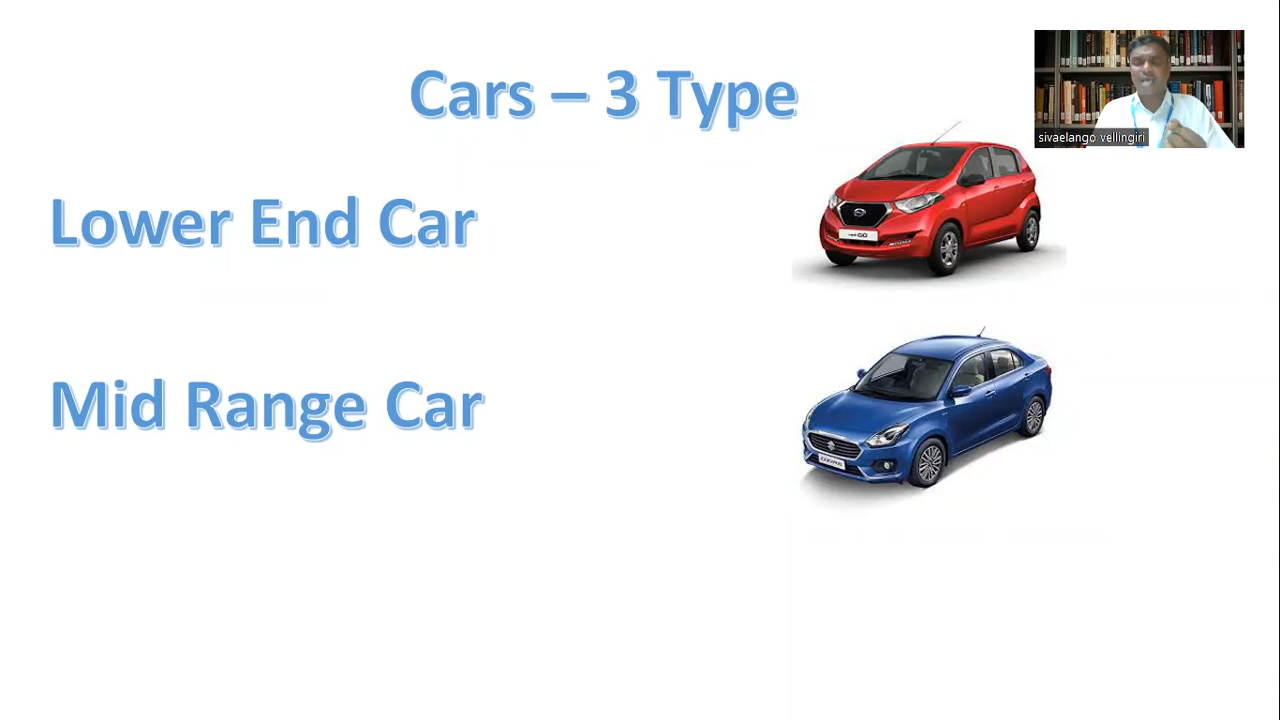 Cars – 3 Type
sivaelango vellingiri
Lower End Car
Mid Range Car